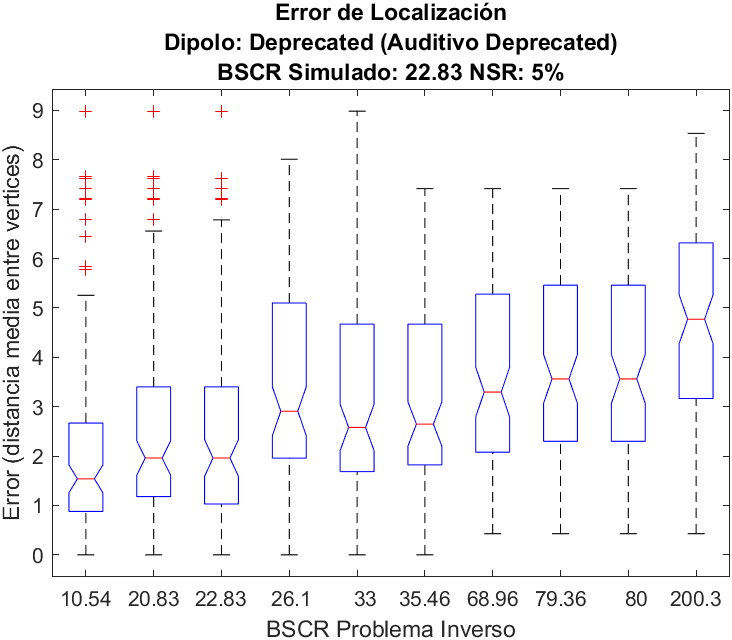 Error de Localización
Dipolo: Deprecated (Auditivo Deprecated)
BSCR Simulado: 22.83 NSR: 5%
Error (distancia media entre vertices)
9
8
7
6
5
4
3
2
1
0
10.54 20.83 22.83 26.1 33 35.46 68.96 79.36 80 200.3
BSCR Problema Inverso